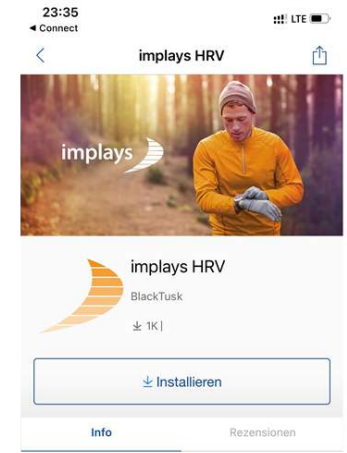 23:35
LTE
◄ Connect
implays HRV
implays
implays HRV
BlackTusk
1K |
Installieren
Info
Rezensionen